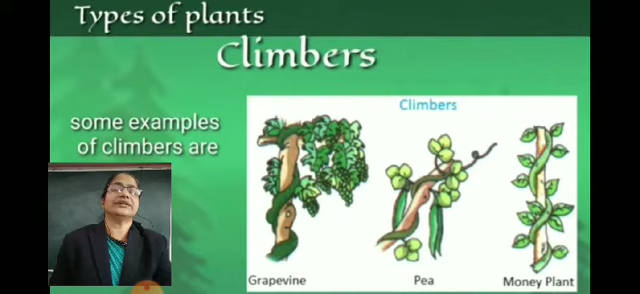 Types of plants
Climbers
some examples
of climbers are
Climbers
Grapevine
Pea
Money Plant